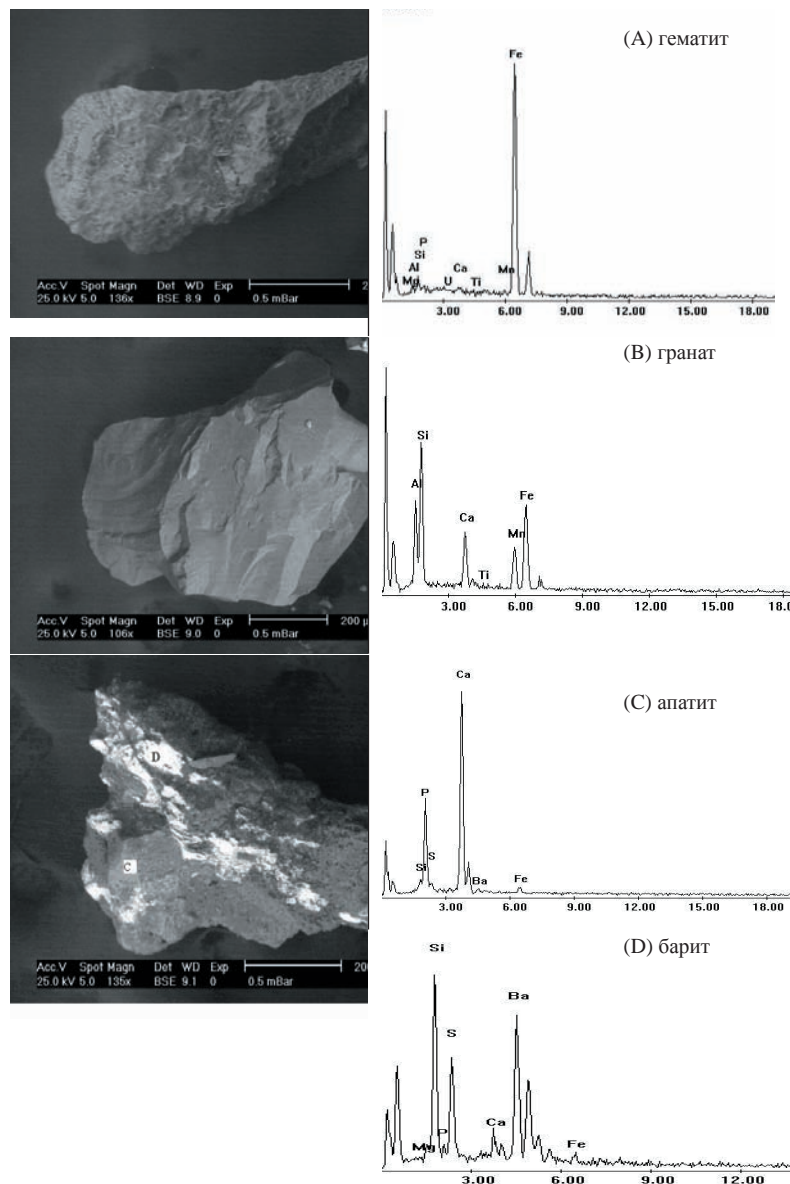 (A) гематит
Fe
P
Si
Al
Mg
U
Ca
Ti
Mn
3.00 6.00 9.00 12.00 15.00 18.00
Acc.V Spot Magn Det WD Exp
25.0 kV 5.0 136x BSE 8.9 0 0.5 mBar
(B) гранат
Si
A
Ca
Ti
Mn
Fe
3.00 6.00 9.00 12.00 15.00 18.0
Acc.V Spot Magn Det WD Exp 200 µ
25.0 kV 5.0 106x BSE 9.0 0 0.5 mBar
(C) апатит
Ca
P
S
Si
Ba
Fe
3.00 6.00 9.00 12.00 15.00 18.00
D
C
Acc.V Spot Magn Det WD Exp 20
25.0 kV 5.0 135x BSE 9.1 0 0.5 mBar
(D) барит
Si
Ba
S
P
Mg
Ca
Fe
3.00 6.00 9.00 12.00